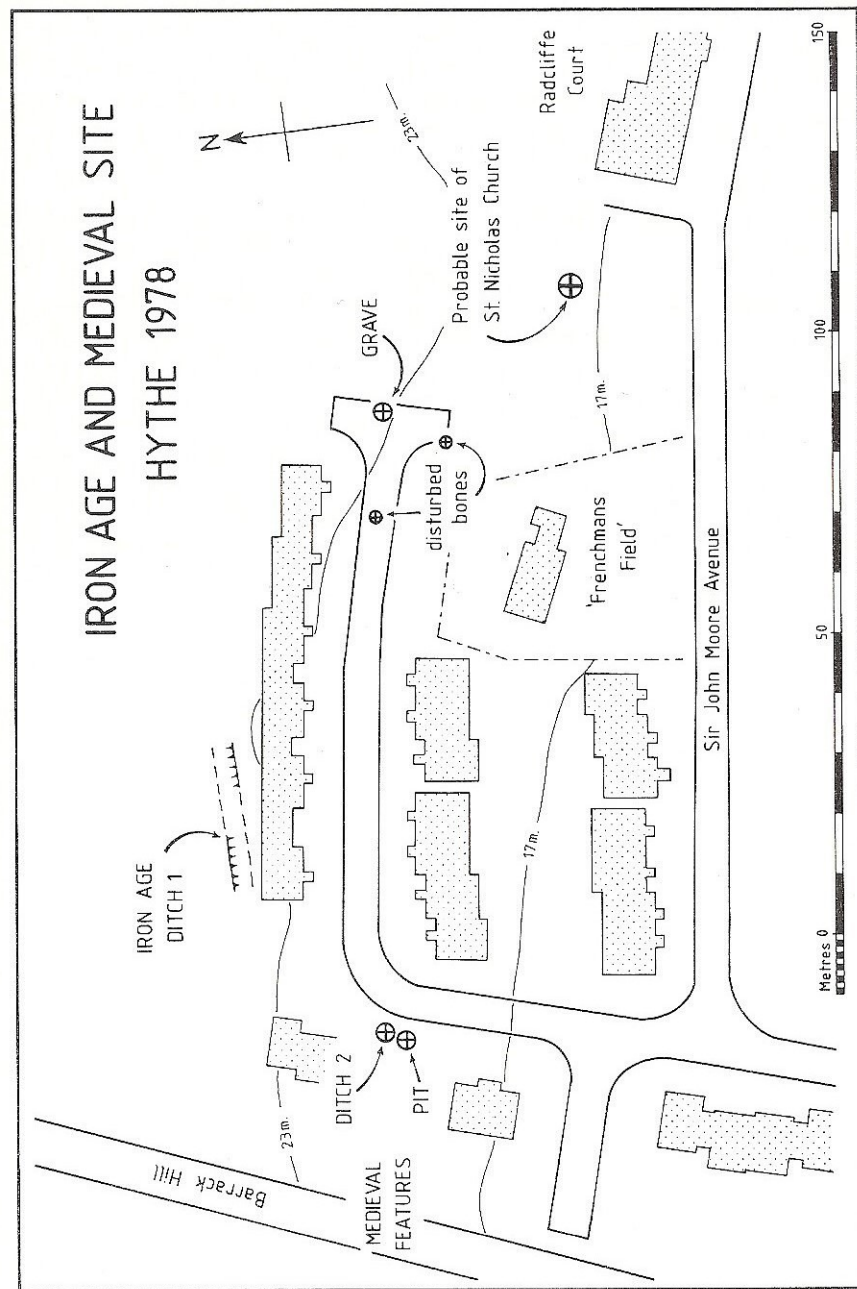 IRON AGE AND MEDIEVAL SITE
HYTHE 1978
N
IRON AGE
DITCH 1
GRAVE
23m.
Probable site of
St. Nicholas Church
Radcliffe
Court
disturbed
bones
23m.
Barrack Hill
DITCH 2
PIT
MEDIEVAL
FEATURES
17m.
'Frenchmans
Field'
17m.
Sir John Moore Avenue
Metres 0
50
100
150